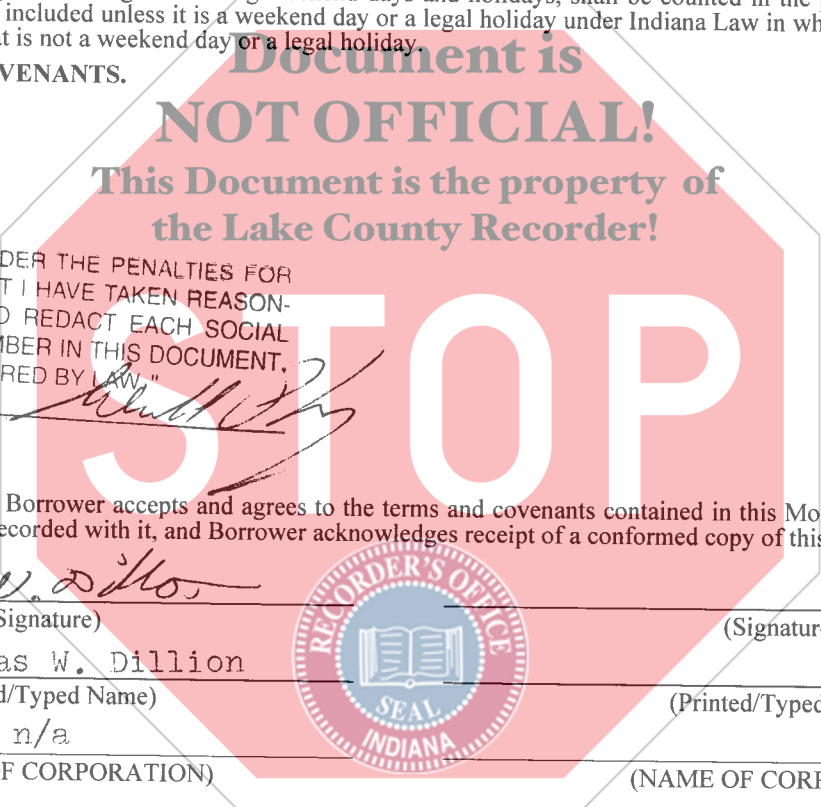 included unless it is a weekend day or a legal holiday under Indiana Law in wh
t is not a weekend day or a legal holiday.
VENANTS.
Document is
NOT OFFICIAL!
This Document is the property of
the Lake County Recorder!
DER THE PENALTIES FOR
T I HAVE TAKEN REASON-
O REDACT EACH SOCIAL
MBER IN THIS DOCUMENT,
RED BY LAW."
STOP
Borrower accepts and agrees to the terms and covenants contained in this Mo
ecorded with it, and Borrower acknowledges receipt of a conformed copy of this
W. Dillon
Signature)
(Signatur
as W. Dillion
d/Typed Name)
(Printed/Typed
n/a
F CORPORATION)
(NAME OF CORP
RECORDER'S OFFICE
SEAL
INDIANA